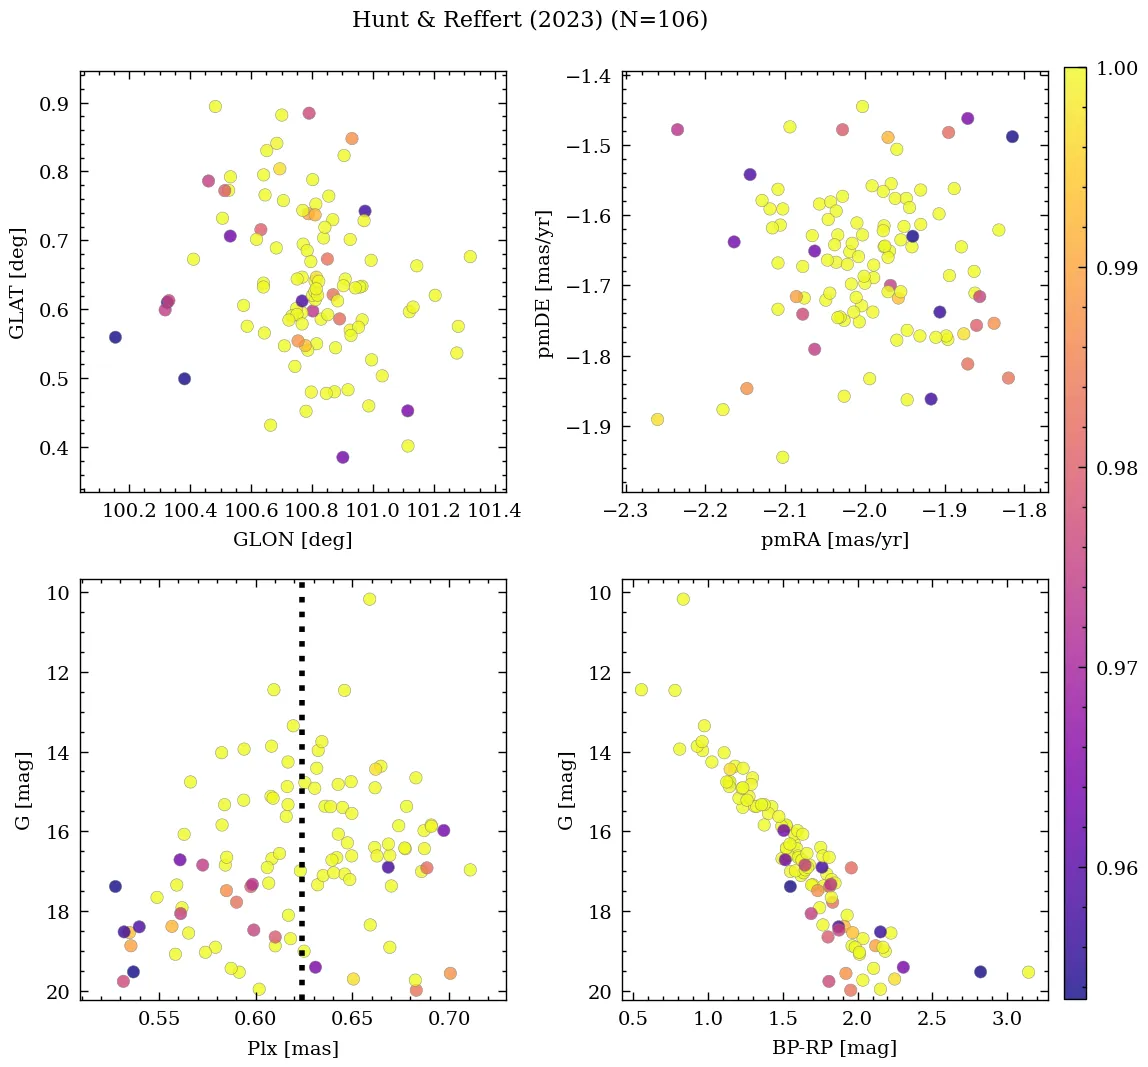 Hunt & Reffert (2023) (N=106)
0.9
0.8
0.7
0.6
0.5
0.4
GLAT [deg]
100.2 100.4 100.6 100.8 101.0 101.2 101.4
GLON [deg]
−1.4
−1.5
−1.6
−1.7
−1.8
−1.9
pmDE [mas/yr]
−2.3 −2.2 −2.1 −2.0 −1.9 −1.8
pmRA [mas/yr]
1.00
0.99
0.98
0.97
0.96
10
12
14
16
18
20
G [mag]
0.55 0.60 0.65 0.70
Plx [mas]
10
12
14
16
18
20
G [mag]
0.5 1.0 1.5 2.0 2.5 3.0
BP-RP [mag]